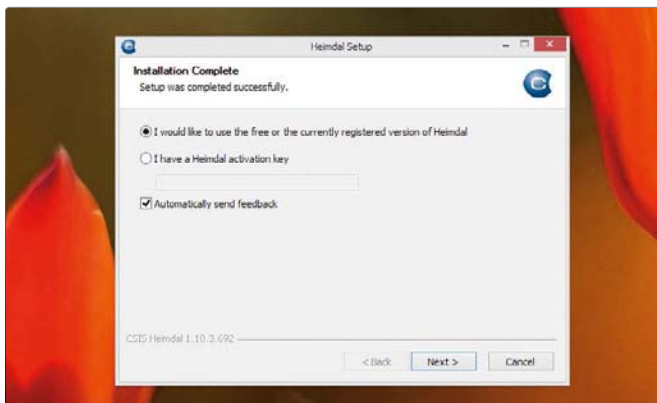 Heimdal Setup
Installation Complete
Setup was completed successfully.
I would like to use the free or the currently registered version of Heimdal
I have a Heimdal activation key
Automatically send feedback
CSIS Heimdal 1.10.3.692
< Back Next > Cancel